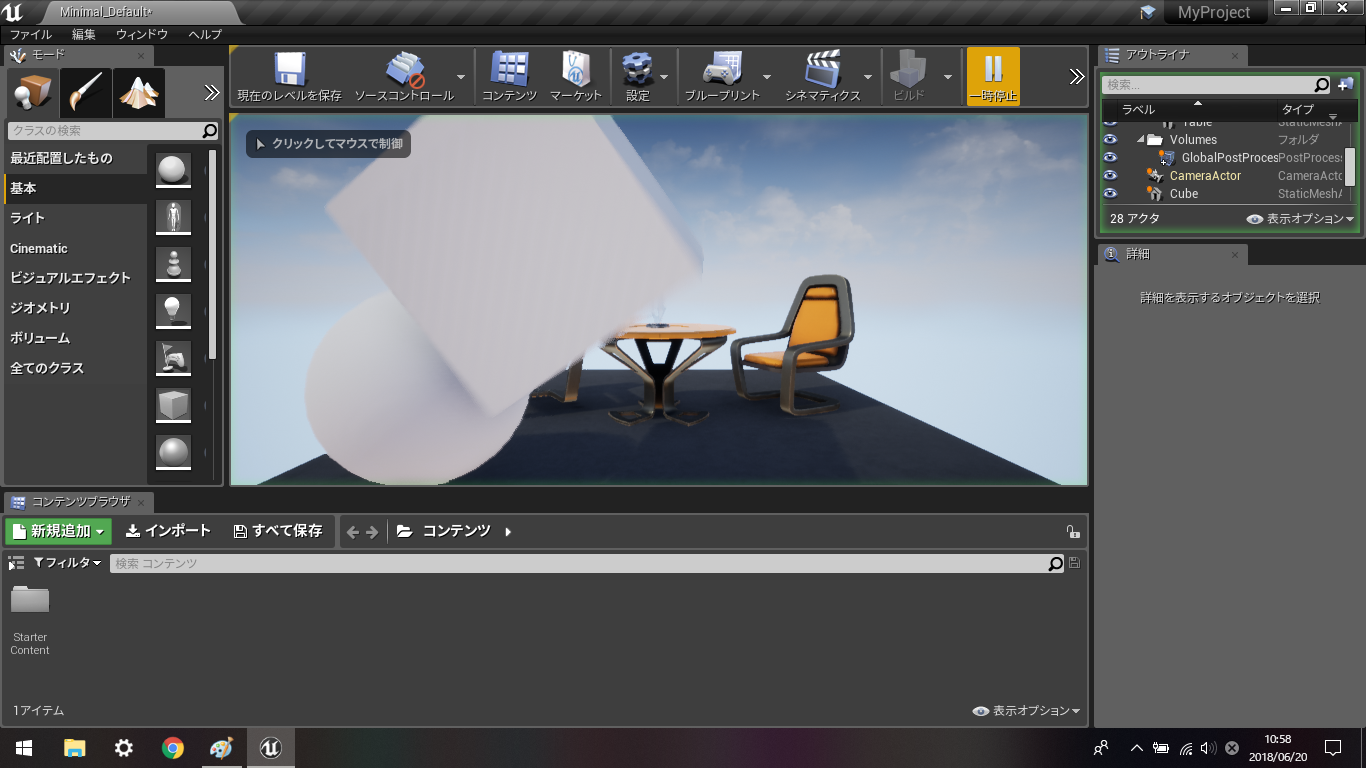 Minimal_Default*
MyProject
ファイル 編集 ウィンドウ ヘルプ
モード
クラスの検索
最近配置したもの
基本
ライト
Cinematic
ビジュアルエフェクト
ジオメトリ
ボリューム
全てのクラス
現在のレベルを保存 ソースコントロール コンテンツ マーケット 設定 ブループリント シネマティクス ビルド 一時停止
クリックしてマウスで制御
アウトライナ
検索...
ラベル タイプ
Table StaticMeshA
Volumes フォルダ
GlobalPostProces PostProcess
CameraActor CameraActo
Cube StaticMeshA
28 アクタ 表示オプション
詳細
詳細を表示するオブジェクトを選択
コンテンツブラウザ
新規追加 インポート すべて保存 コンテンツ
フィルタ 検索 コンテンツ
Starter
Content
1アイテム 表示オプション
10:58
2018/06/20